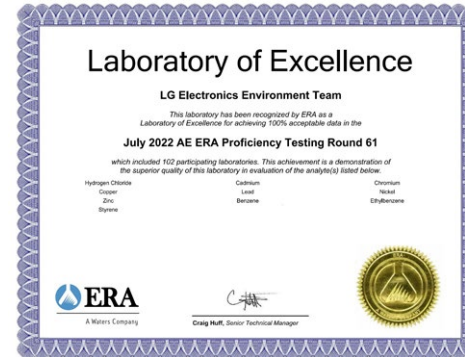 Laboratory of Excellence
LG Electronics Environment Team
This laboratory has been recognized by ERA as a
Laboratory of Excellence for achieving 100% acceptable data in the
July 2022 AE ERA Proficiency Testing Round 61
which included 102 participating laboratories. This achievement is a demonstration of
the superior quality of this laboratory in evaluation of the analyte(s) listed below.
Hydrogen Chloride Cadmium Chromium
Copper Lead Nickel
Zinc Benzene Ethylbenzene
Styrene
ERA
A Waters Company
Craig Huff, Senior Technical Manager
ERA